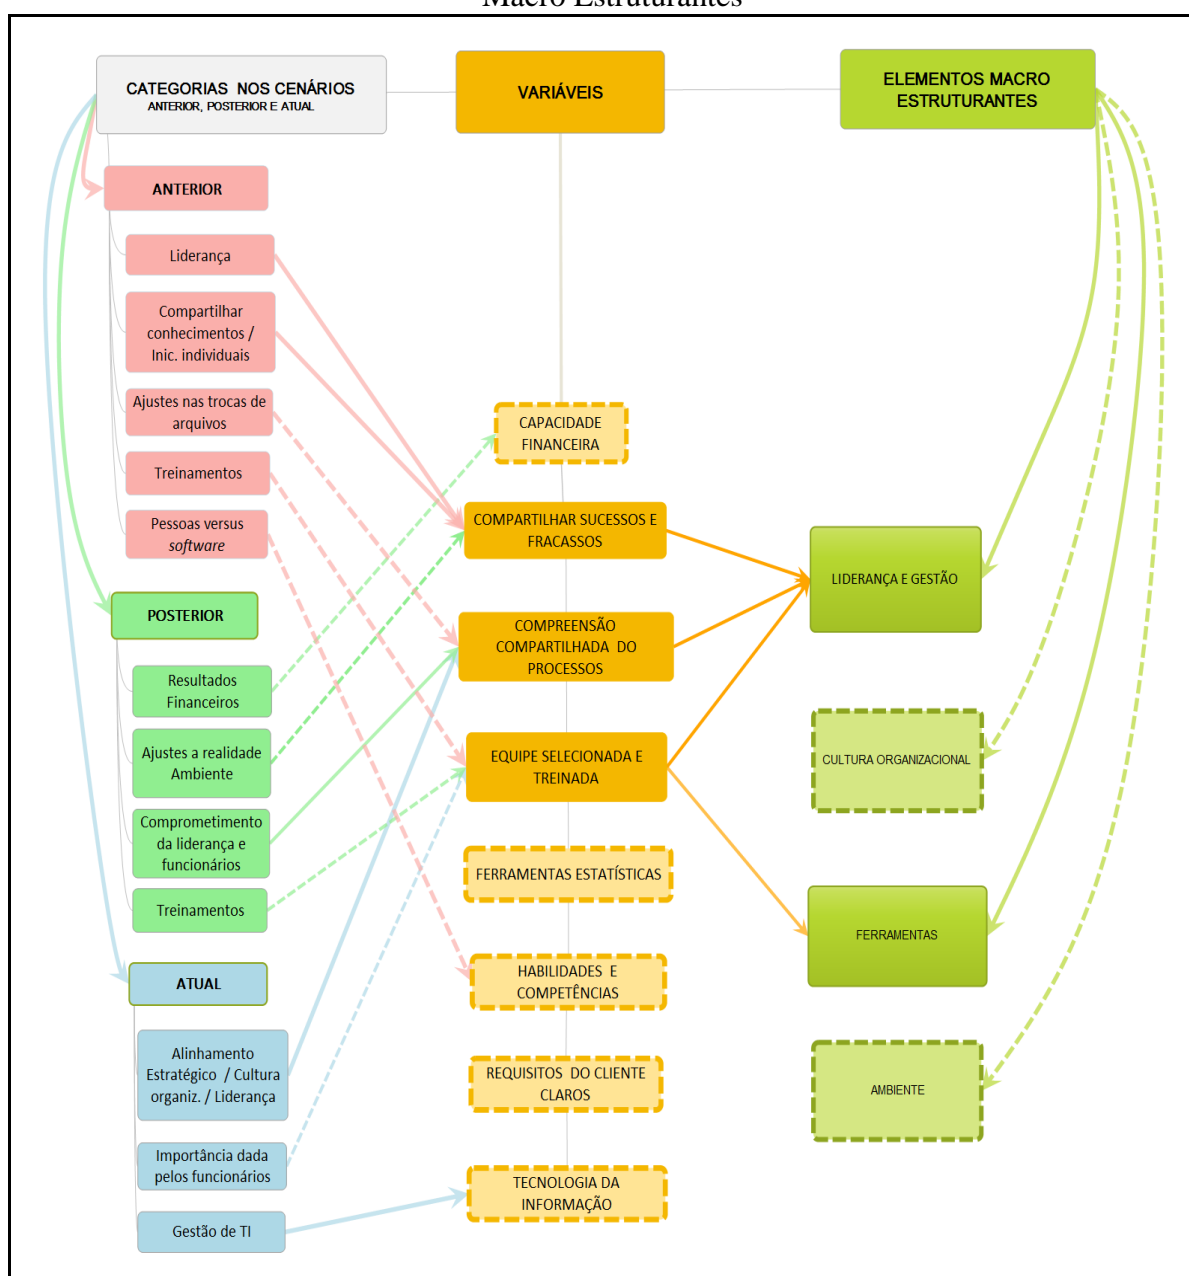 Macro Estruturantes
CATEGORIAS NOS CENÁRIOS
ANTERIOR, POSTERIOR E ATUAL
VARIÁVEIS
ELEMENTOS MACRO
ESTRUTURANTES
ANTERIOR
Liderança
Compartilhar
conhecimentos /
Inic. individuais
Ajustes nas trocas de
arquivos
Treinamentos
Pessoas versus
software
POSTERIOR
Resultados
Financeiros
Ajustes a realidade
Ambiente
Comprometimento
da liderança e
funcionários
Treinamentos
ATUAL
Alinhamento
Estratégico / Cultura
organiz. / Liderança
Importância dada
pelos funcionários
Gestão de TI
CAPACIDADE
FINANCEIRA
COMPARTILHAR SUCESSOS E
FRACASSOS
COMPREENSÃO
COMPARTILHADA DO
PROCESSOS
EQUIPE SELECIONADA E
TREINADA
FERRAMENTAS ESTATÍSTICAS
HABILIDADES E
COMPETÊNCIAS
REQUISITOS DO CLIENTE
CLAROS
TECNOLOGIA DA
INFORMAÇÃO
LIDERANÇA E GESTÃO
CULTURA ORGANIZACIONAL
FERRAMENTAS
AMBIENTE